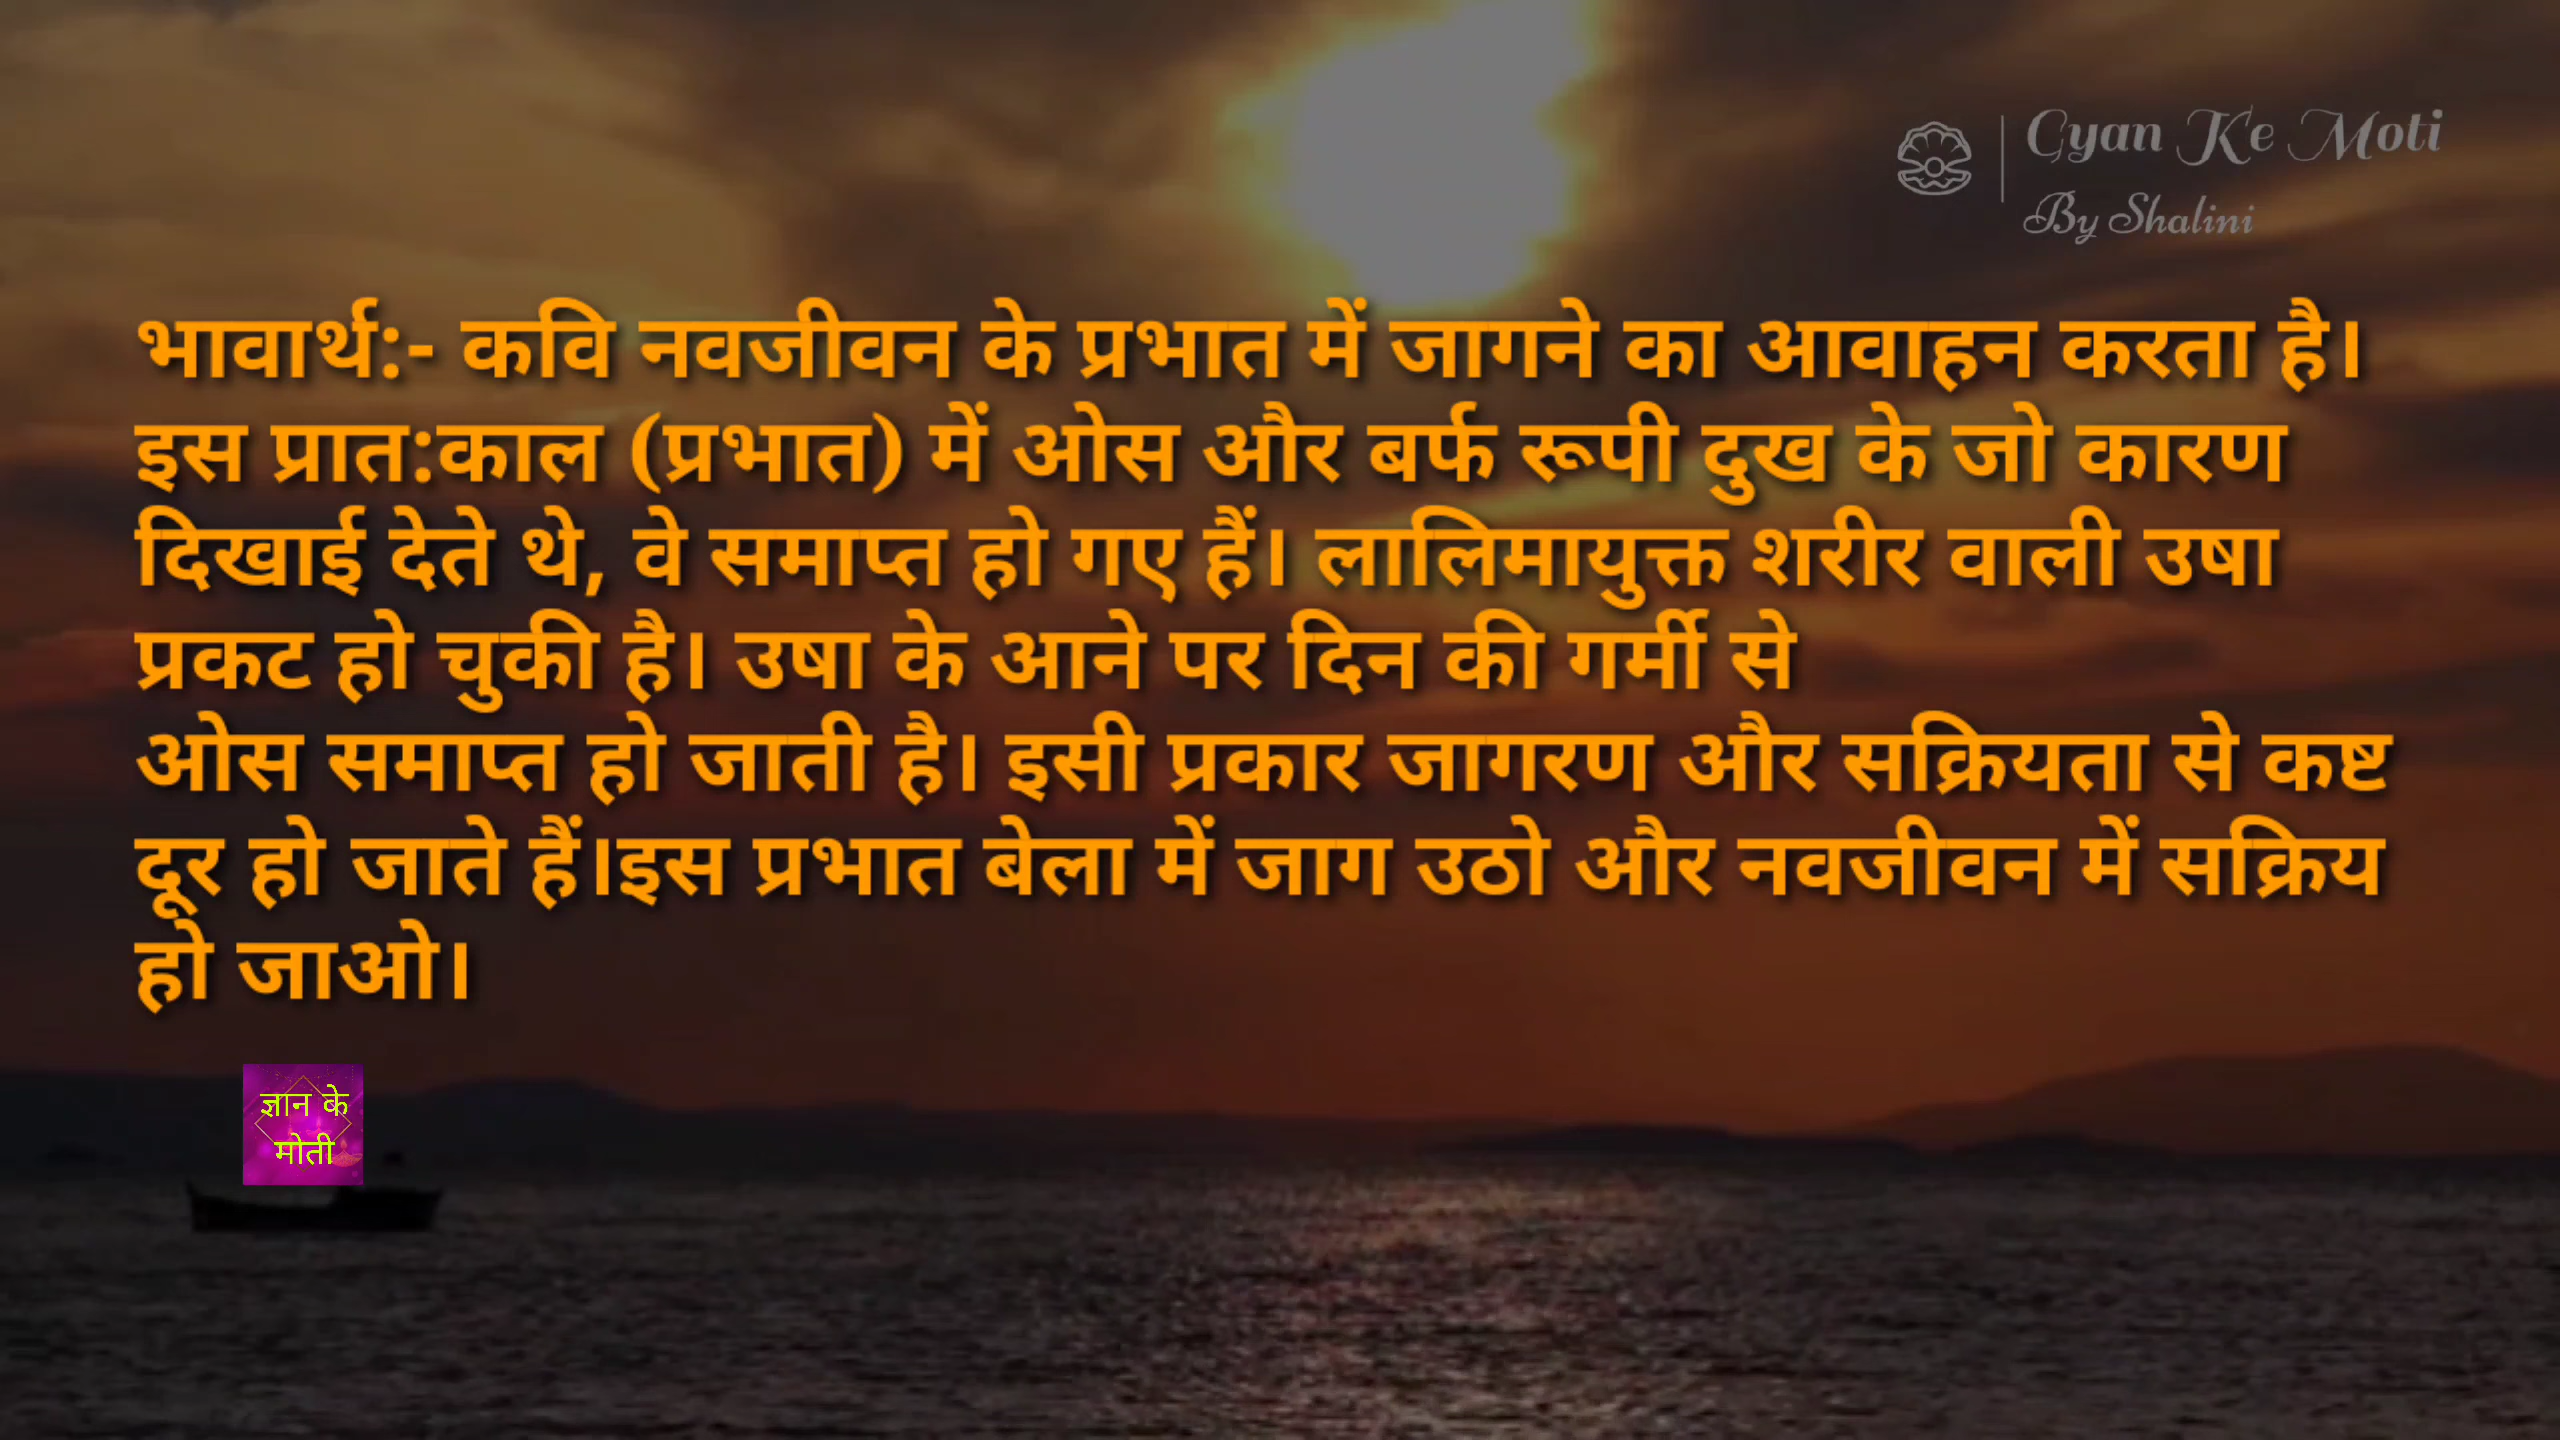 Gyan Ke Moti
By Shalini
भावार्थ:- कवि नवजीवन के प्रभात में जागने का आवाहन करता है।
इस प्रात:काल (प्रभात) में ओस और बर्फ रूपी दुख के जो कारण
दिखाई देते थे, वे समाप्त हो गए हैं। लालिमायुक्त शरीर वाली उषा
प्रकट हो चुकी है। उषा के आने पर दिन की गर्मी से
ओस समाप्त हो जाती है। इसी प्रकार जागरण और सक्रियता से कष्ट
दूर हो जाते हैं।इस प्रभात बेला में जाग उठो और नवजीवन में सक्रिय
हो जाओ।
ज्ञान के
मोती